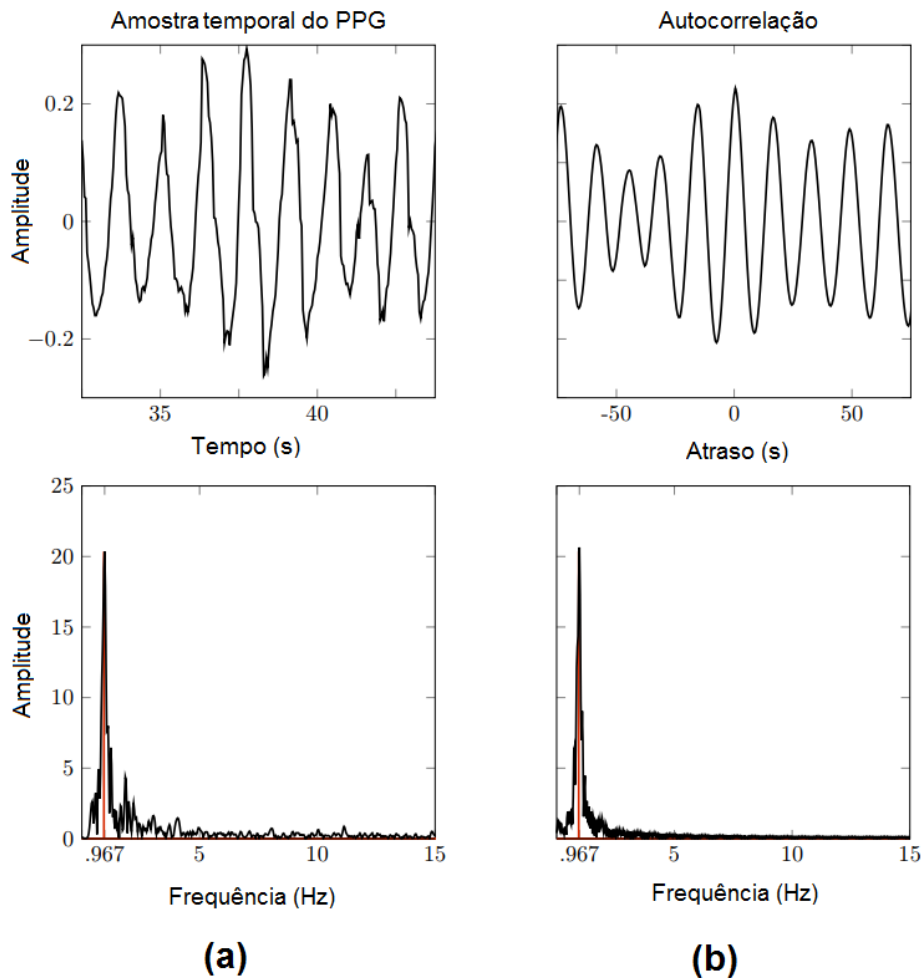 Amostra temporal do PPG
Autocorrelação
Amplitude
0.2
0
−0.2
35
40
Tempo (s)
-50
0
50
Atraso (s)
Amplitude
25
20
15
10
5
0
.967
5
10
15
Frequência (Hz)
.967
5
10
15
Frequência (Hz)
(a)
(b)